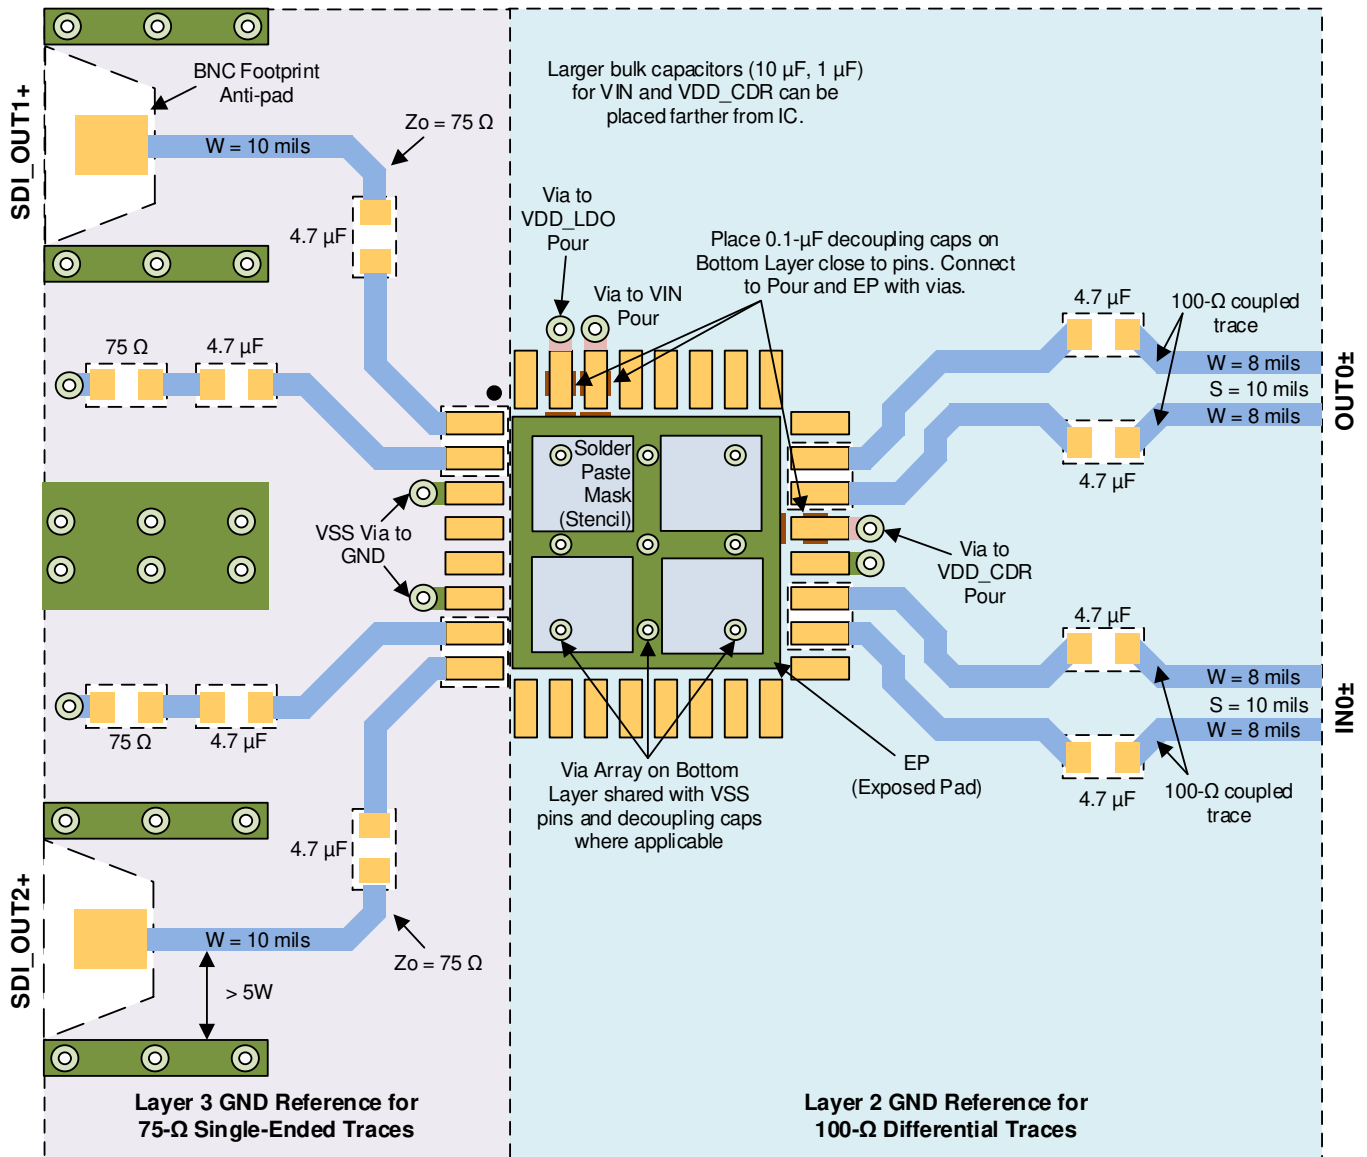 SDI_OUT1+
BNC Footprint
Anti-pad
W = 10 mils
Zo = 75 Ω
4.7 µF
Larger bulk capacitors (10 µF, 1 µF)
for VIN and VDD_CDR can be
placed farther from IC.
Via to
VDD_LDO
Pour
Via to VIN
Pour
Place 0.1-µF decoupling caps on
Bottom Layer close to pins. Connect
to Pour and EP with vias.
4.7 µF
100-Ω coupled
trace
W = 8 mils
S = 10 mils
W = 8 mils
OUT0±
4.7 µF
75 Ω
4.7 µF
Solder
Paste
Mask
(Stencil)
VSS Via to
GND
Via to
VDD_CDR
Pour
4.7 µF
W = 8 mils
S = 10 mils
W = 8 mils
IN0±
4.7 µF
100-Ω coupled
trace
75 Ω
4.7 µF
Via Array on Bottom
Layer shared with VSS
pins and decoupling caps
where applicable
EP
(Exposed Pad)
4.7 µF
SDI_OUT2+
W = 10 mils
Zo = 75 Ω
> 5W
Layer 3 GND Reference for
75-Ω Single-Ended Traces
Layer 2 GND Reference for
100-Ω Differential Traces